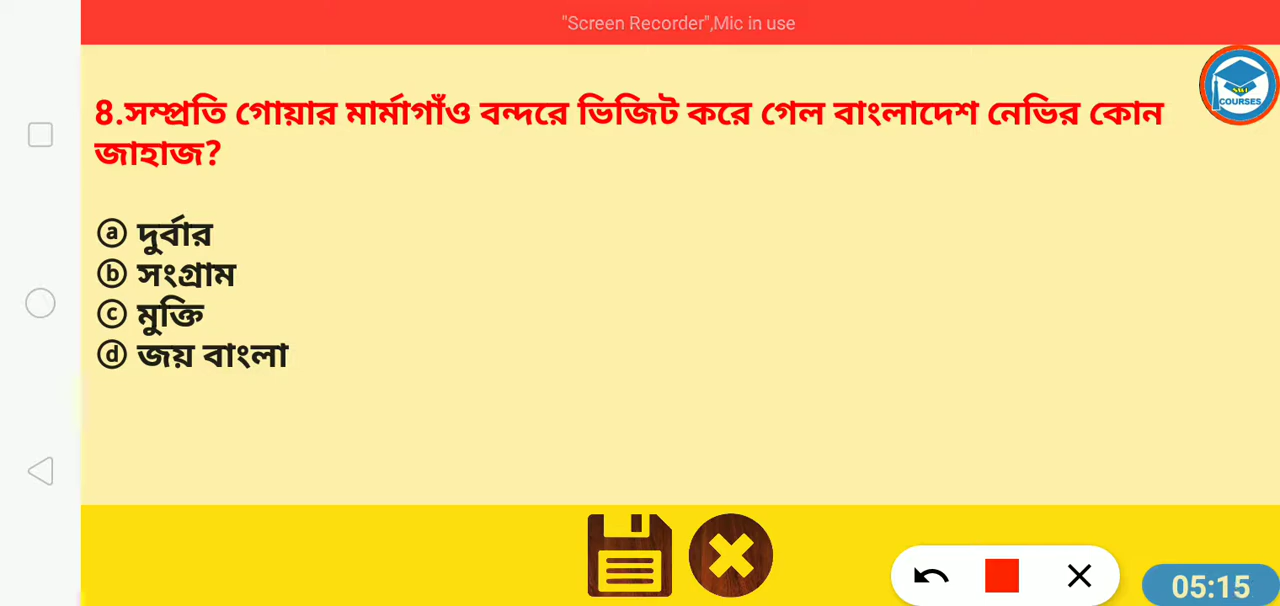 "Screen Recorder",Mic in use
8.সম্প্রতি গোয়ার মার্মাগাঁও বন্দরে ভিজিট করে গেল বাংলাদেশ নেভির কোন
জাহাজ?
ⓐ দুর্বার
ⓑ সংগ্রাম
ⓒ মুক্তি
ⓓ জয় বাংলা
COURSES
05:15